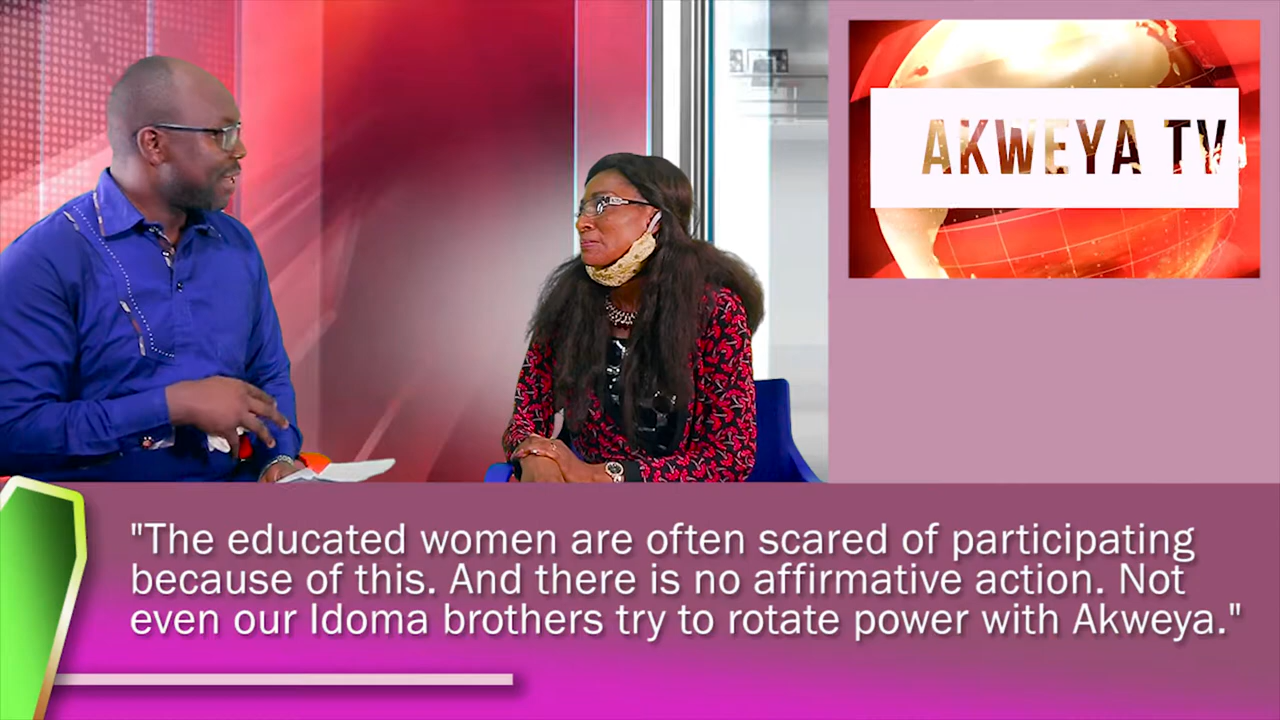 AKWEYA TV
"The educated women are often scared of participating
because of this. And there is no affirmative action. Not
even our Idoma brothers try to rotate power with Akweya."